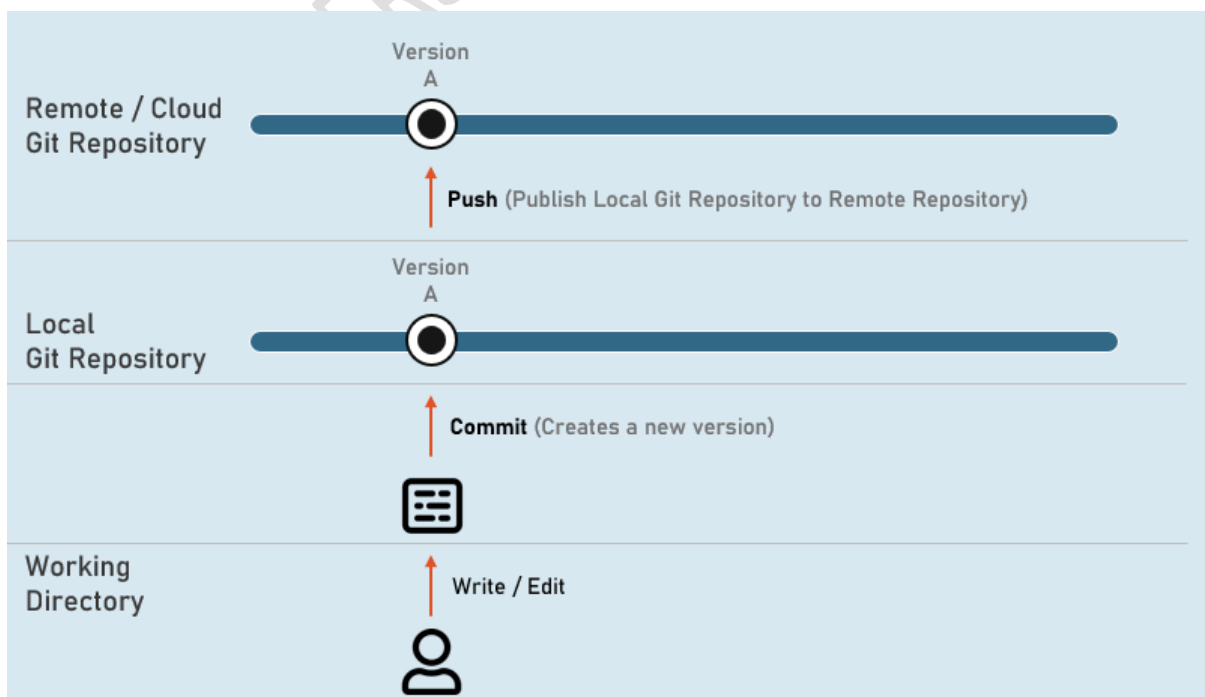 Version
A
Remote / Cloud
Git Repository
Push (Publish Local Git Repository to Remote Repository)
Version
A
Local
Git Repository
Commit (Creates a new version)
Working
Directory
Write / Edit